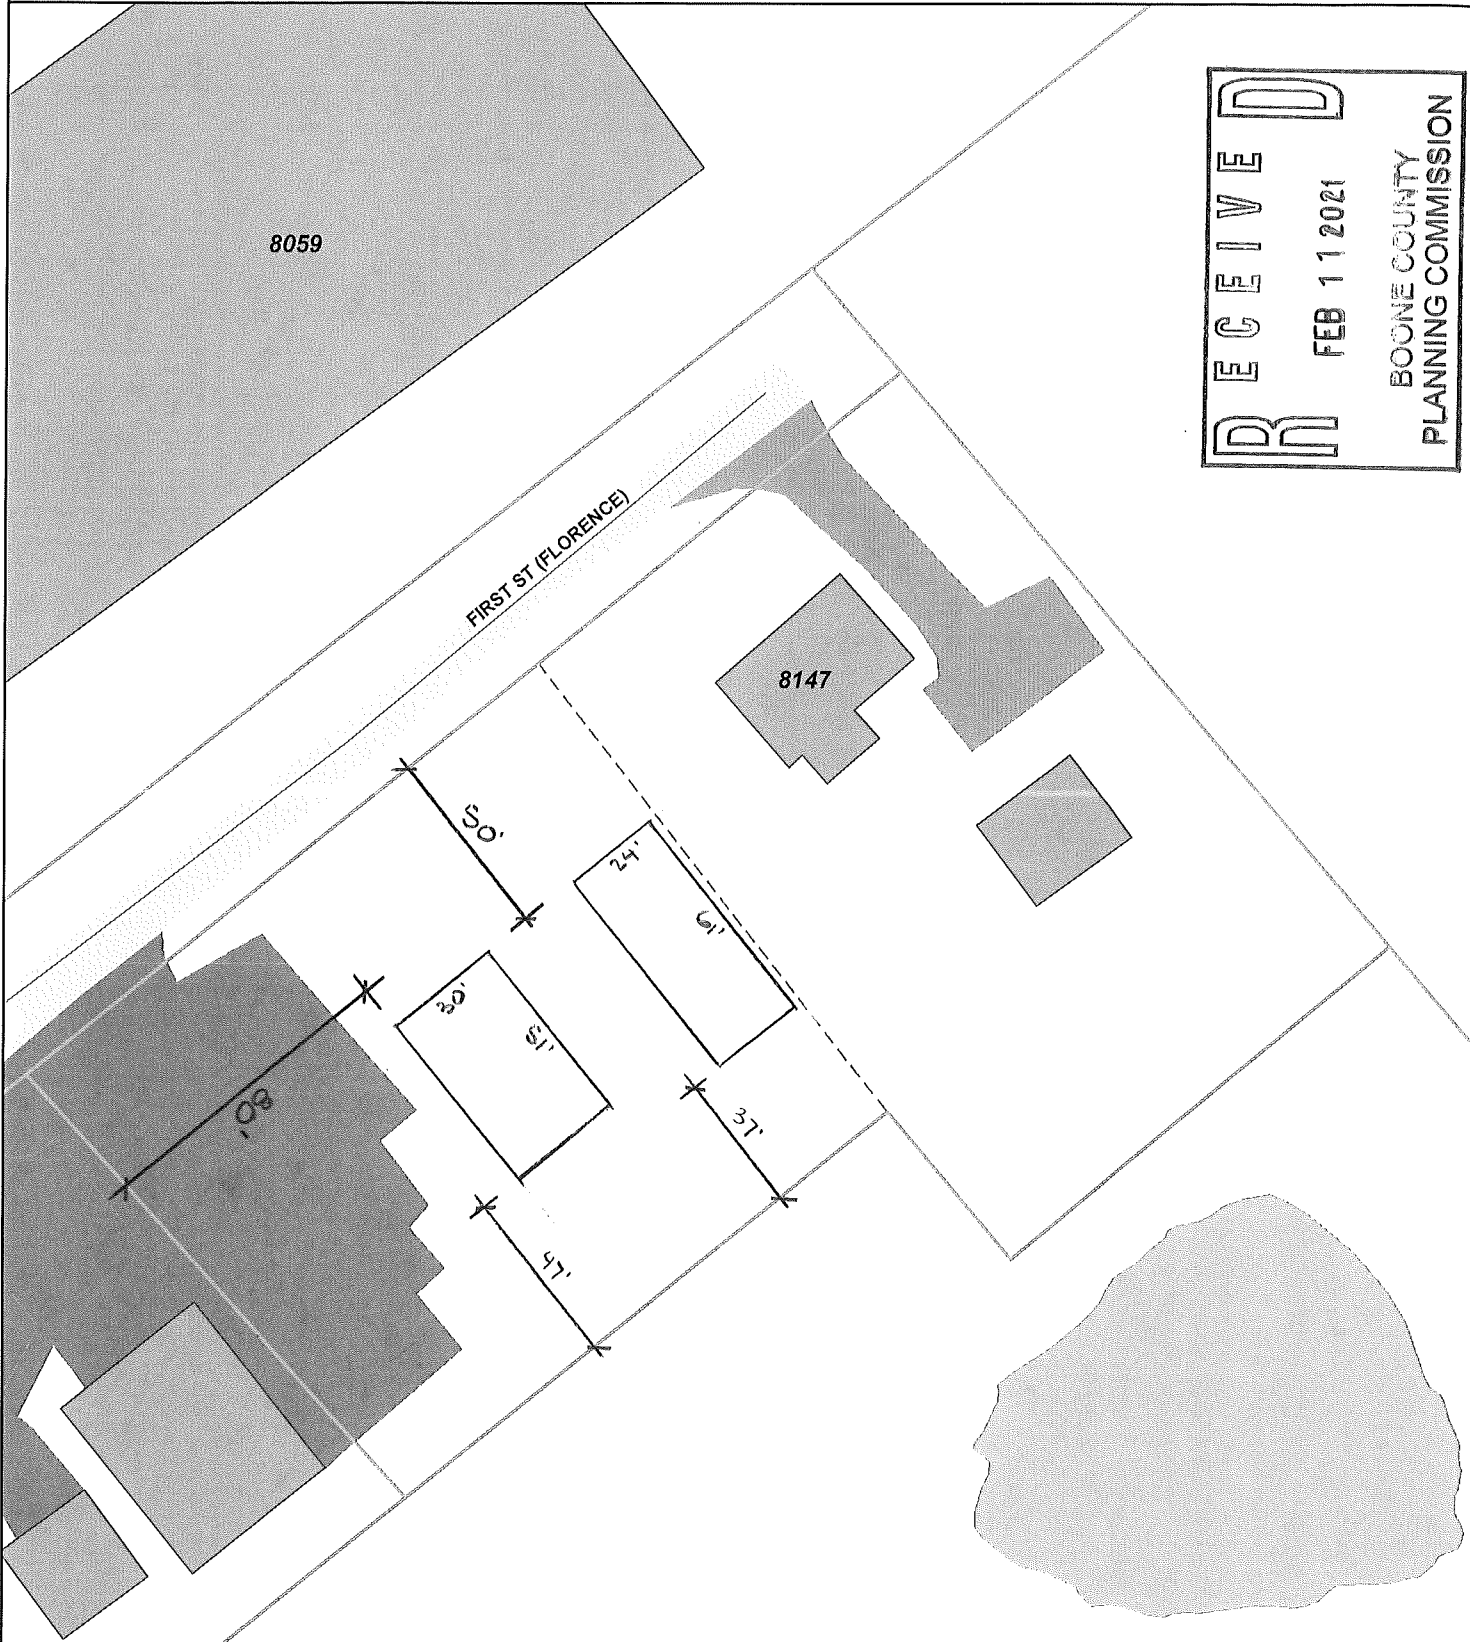 8059
RECEIVED
FEB 11 2021
BOONE COUNTY
PLANNING COMMISSION
FIRST ST (FLORENCE)
8147
50'
24'
61'
30'
51'
80'
37'
47'